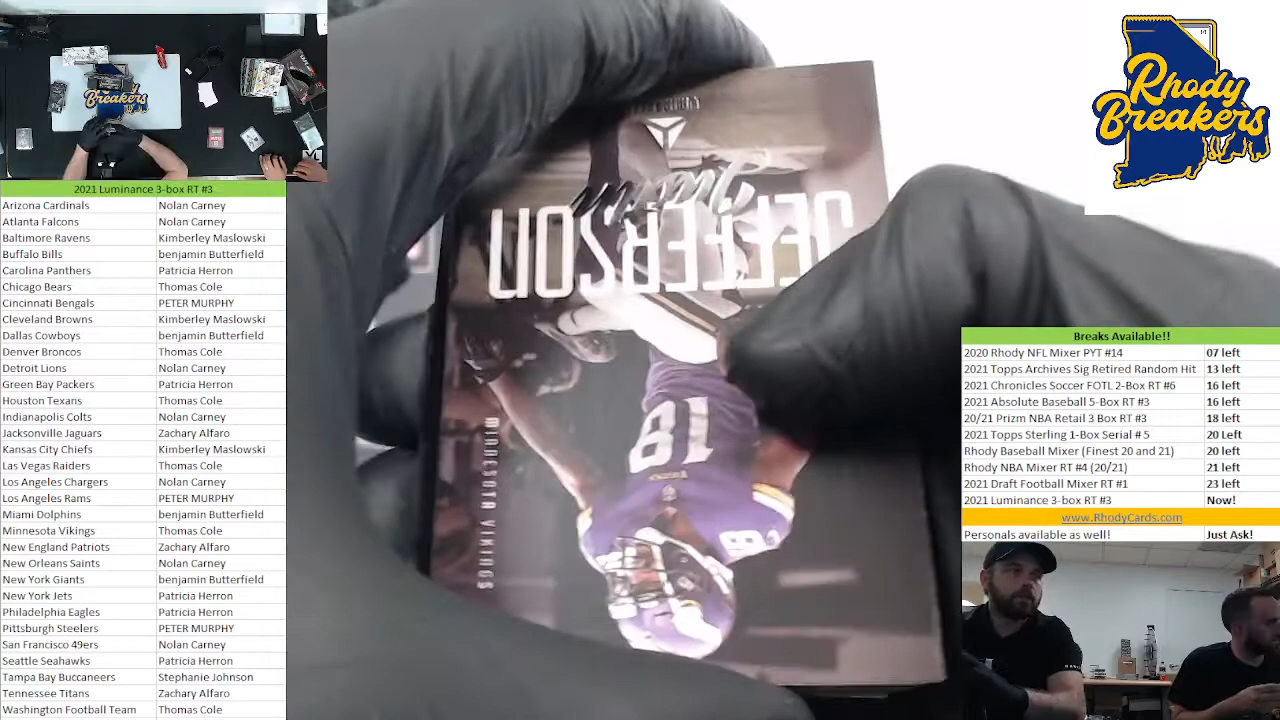 Rhody
Breakers
Breakers
2021 Luminance 3-box RT #3
Arizona Cardinals Nolan Carney
Atlanta Falcons Nolan Carney
Baltimore Ravens Kimberley Maslowski
Buffalo Bills benjamin Butterfield
Carolina Panthers Patricia Herron
Chicago Bears Thomas Cole
Cincinnati Bengals PETER MURPHY
Cleveland Browns Kimberley Maslowski
Dallas Cowboys benjamin Butterfield
Denver Broncos Thomas Cole
Detroit Lions Nolan Carney
Green Bay Packers Patricia Herron
Houston Texans Thomas Cole
Indianapolis Colts Nolan Carney
Jacksonville Jaguars Zachary Alfaro
Kansas City Chiefs Kimberley Maslowski
Las Vegas Raiders Thomas Cole
Los Angeles Chargers Nolan Carney
Los Angeles Rams PETER MURPHY
Miami Dolphins benjamin Butterfield
Minnesota Vikings Thomas Cole
New England Patriots Zachary Alfaro
New Orleans Saints Nolan Carney
New York Giants benjamin Butterfield
New York Jets Patricia Herron
Philadelphia Eagles Patricia Herron
Pittsburgh Steelers PETER MURPHY
San Francisco 49ers Nolan Carney
Seattle Seahawks Patricia Herron
Tampa Bay Buccaneers Stephanie Johnson
Tennessee Titans Zachary Alfaro
Washington Football Team Thomas Cole
Justin
JEFFERSON
18
MINNESOTA VIKINGS
Breaks Available!!
2020 Rhody NFL Mixer PYT #14 07 left
2021 Topps Archives Sig Retired Random Hit 13 left
2021 Chronicles Soccer FOTL 2-Box RT #6 16 left
2021 Absolute Baseball 5-Box RT #3 16 left
20/21 Prizm NBA Retail 3 Box RT #3 18 left
2021 Topps Sterling 1-Box Serial # 5 20 Left
Rhody Baseball Mixer (Finest 20 and 21) 20 left
Rhody NBA Mixer RT #4 (20/21) 21 left
2021 Draft Football Mixer RT #1 23 left
2021 Luminance 3-box RT #3 Now!
www.RhodyCards.com
Personals available as well! Just Ask!